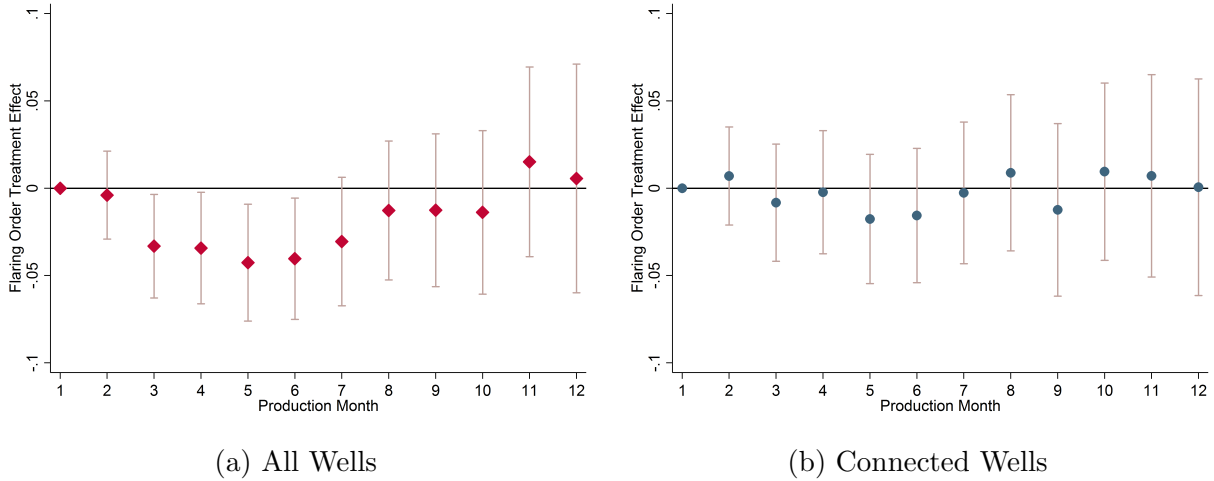 Flaring Order Treatment Effect
.1
.05
0
-.05
-.1
1 2 3 4 5 6 7 8 9 10 11 12
Production Month
(a) All Wells
Flaring Order Treatment Effect
.1
.05
0
-.05
-.1
1 2 3 4 5 6 7 8 9 10 11 12
Production Month
(b) Connected Wells